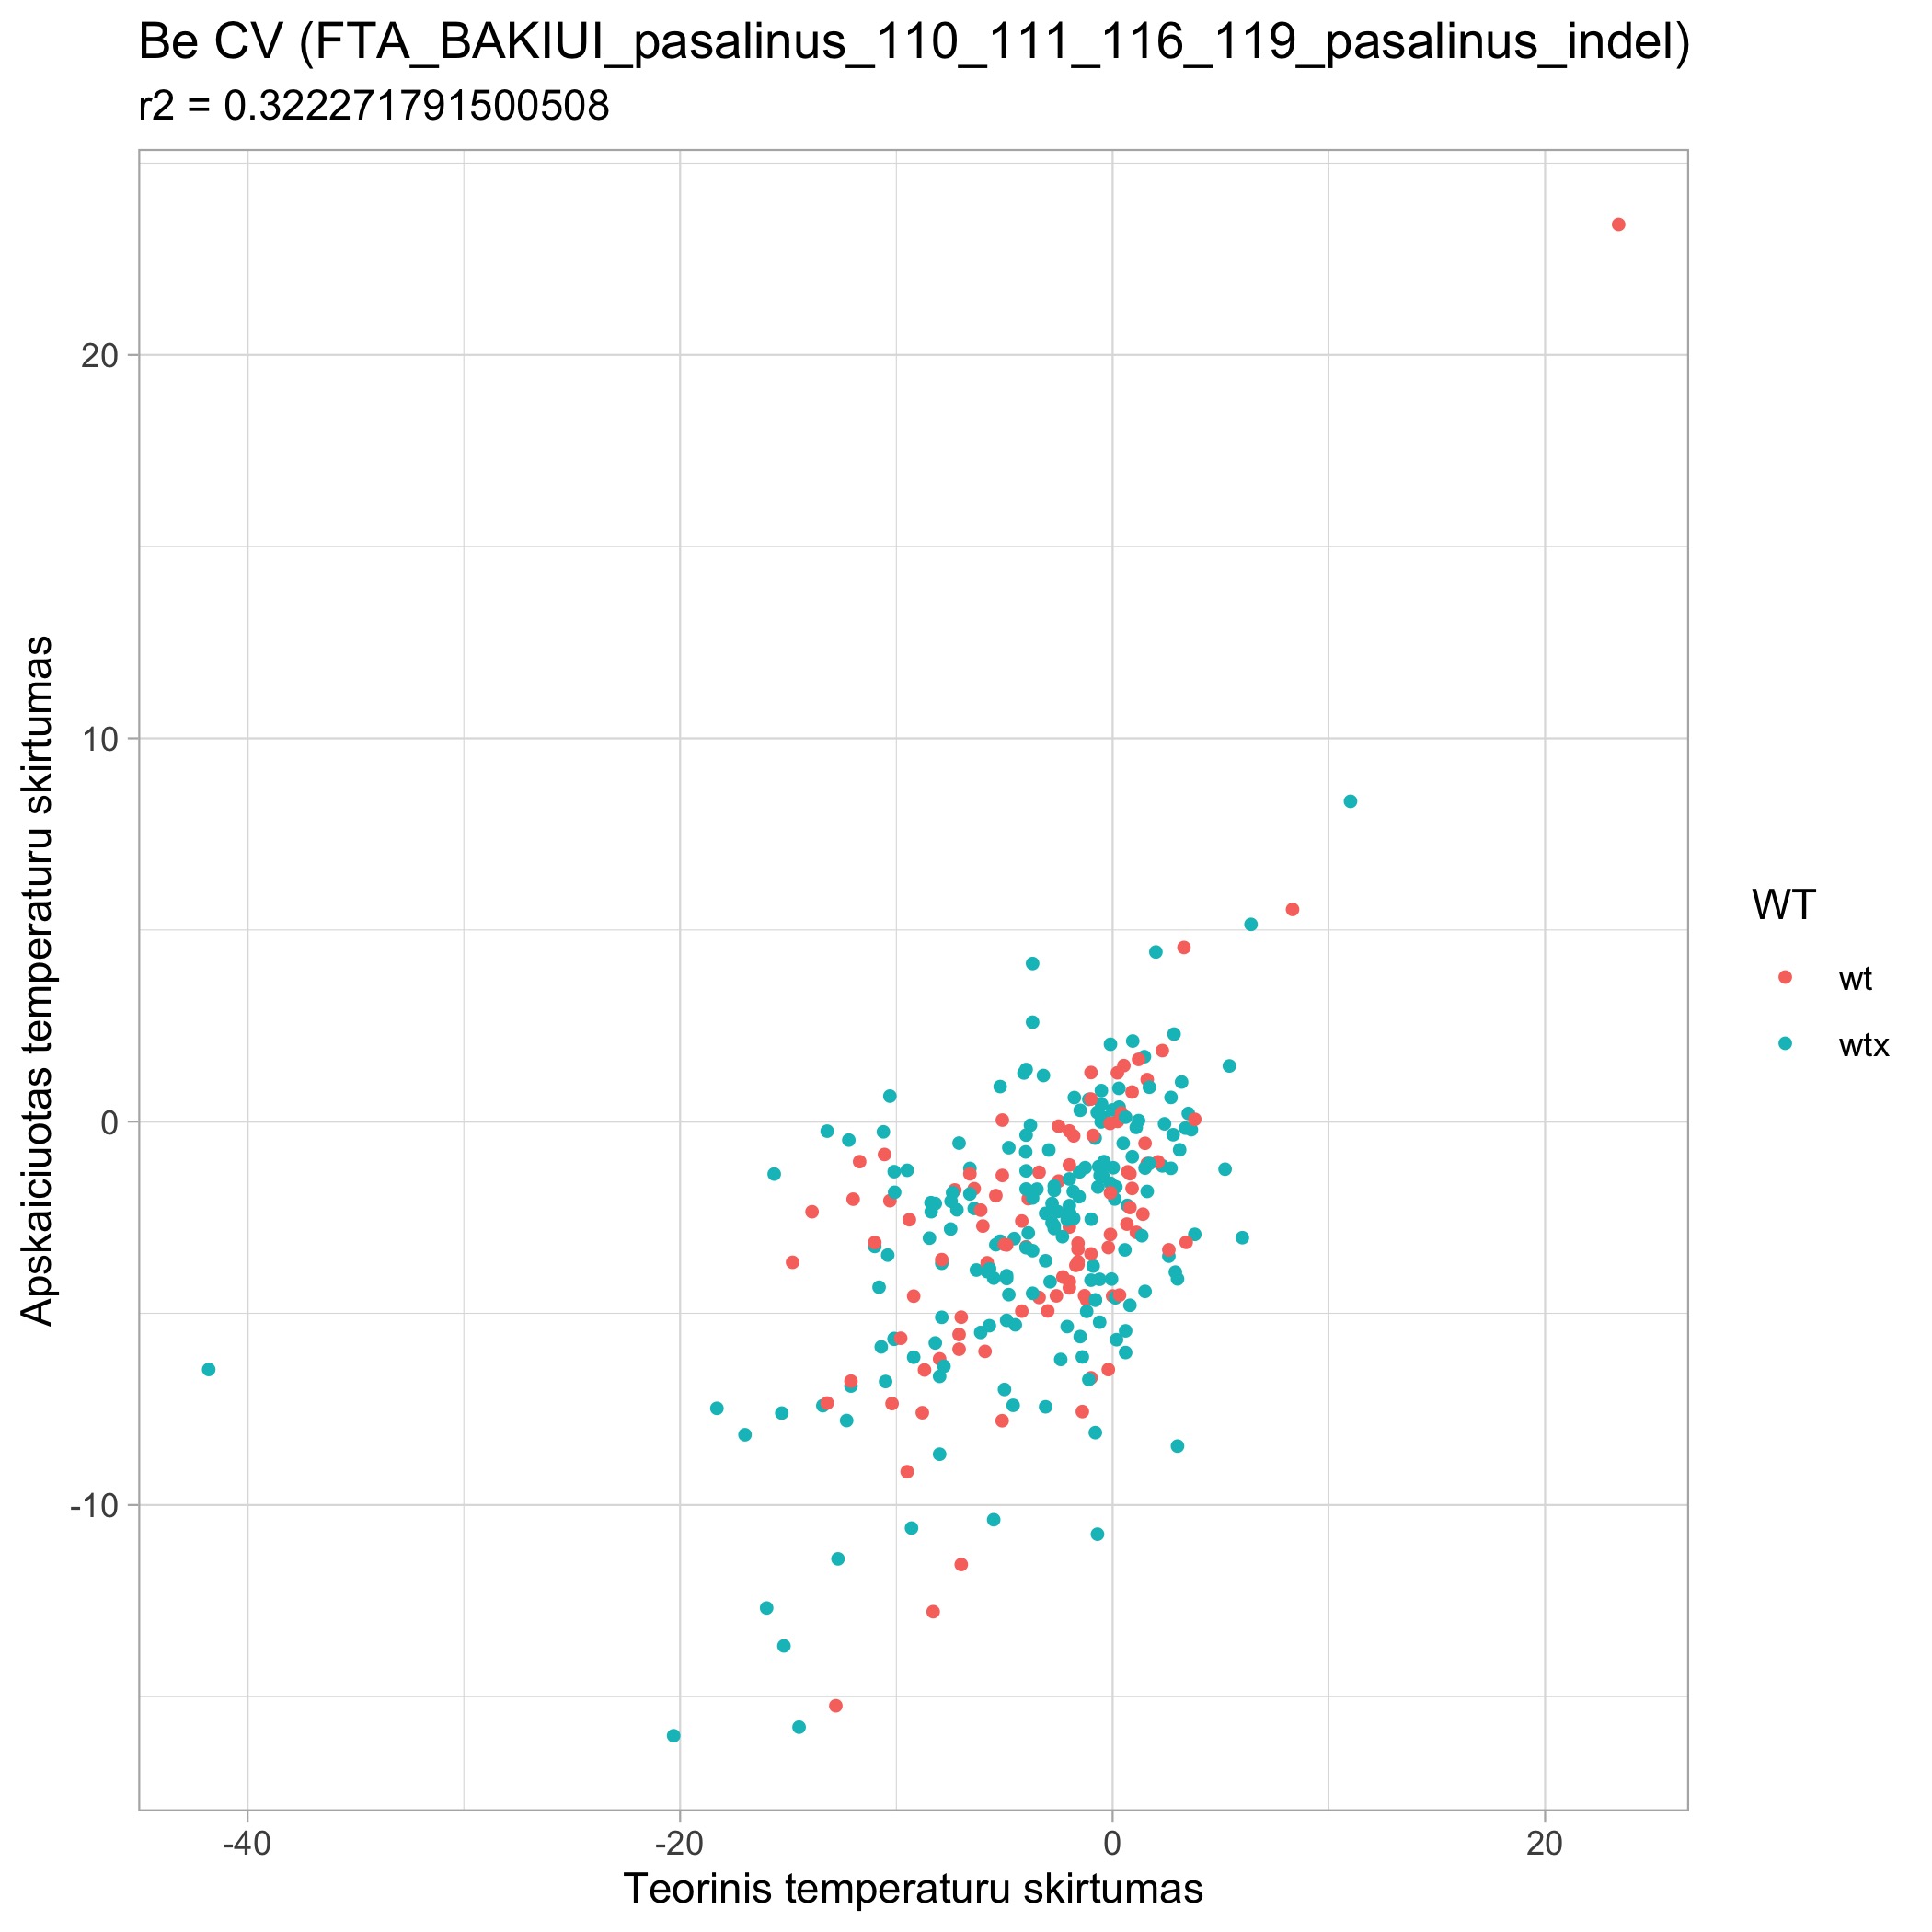 Be CV (FTA_BAKIUI_pasalinus_110_111_116_119_pasalinus_indel)
r2 = 0.322271791500508
Apskaiciuotas temperaturu skirtumas
20
10
0
-10
-40
-20
0
20
Teorinis temperaturu skirtumas
WT
wt
wtx